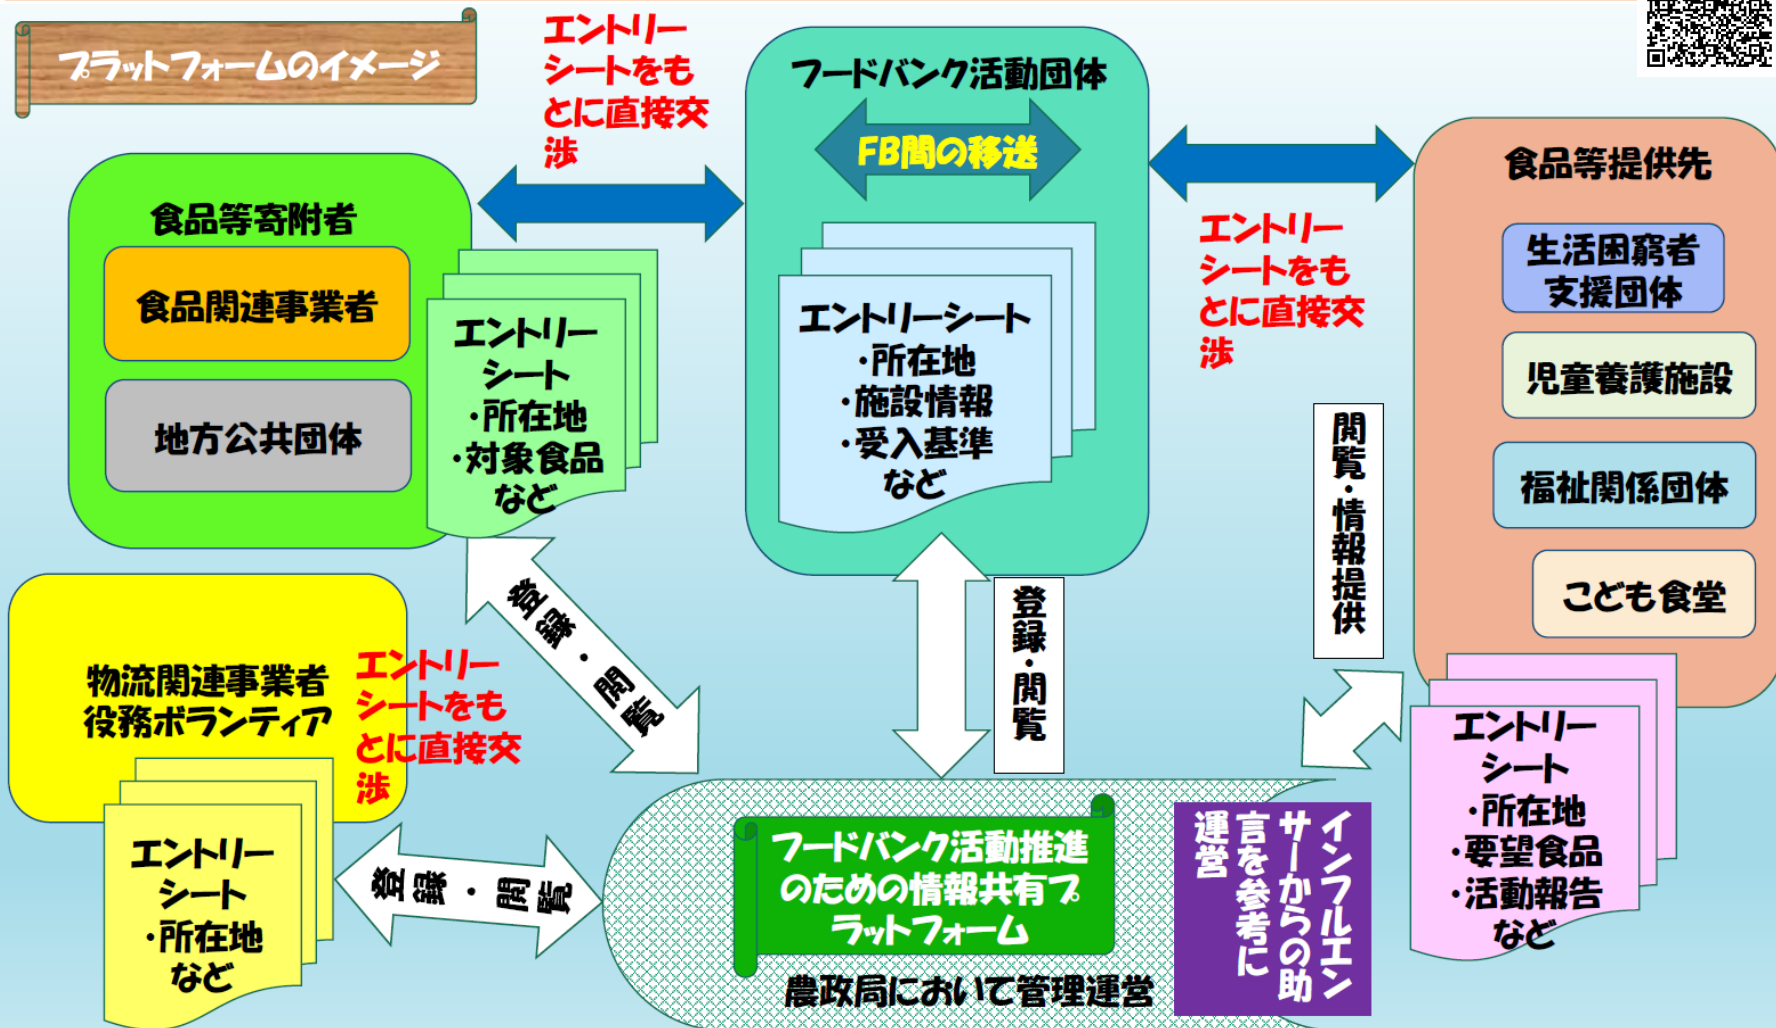 プラットフォームのイメージ
エントリー
シートをも
とに直接交
渉
フードバンク活動団体
FB間の移送
食品等寄附者
食品関連事業者
地方公共団体
エントリー
シート
・所在地
・対象食品
など
エントリーシート
・所在地
・施設情報
・受入基準
など
エントリー
シートをも
とに直接交
渉
食品等提供先
生活困窮者
支援団体
児童養護施設
福祉関係団体
こども食堂
閲覧・情報提供
登録・閲覧
登録・閲覧
物流関連事業者
役務ボランティア
エントリー
シートをも
とに直接交
渉
エントリー
シート
・所在地
など
登録・閲覧
フードバンク活動推進
のための情報共有プ
ラットフォーム
農政局において管理運営
インフルエン
サーからの助
言を参考に
運営
エントリー
シート
・所在地
・要望食品
・活動報告
など